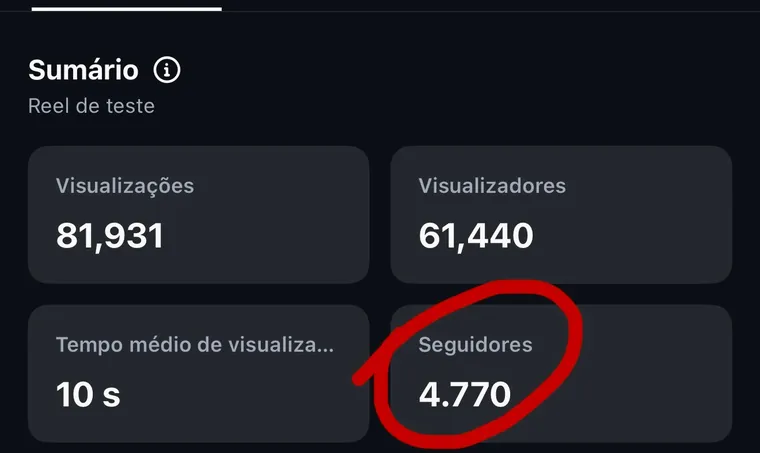 Sumário
Reel de teste
Visualizações
81,931
Visualizadores
61,440
Tempo médio de visualiza...
10 s
Seguidores
4.770